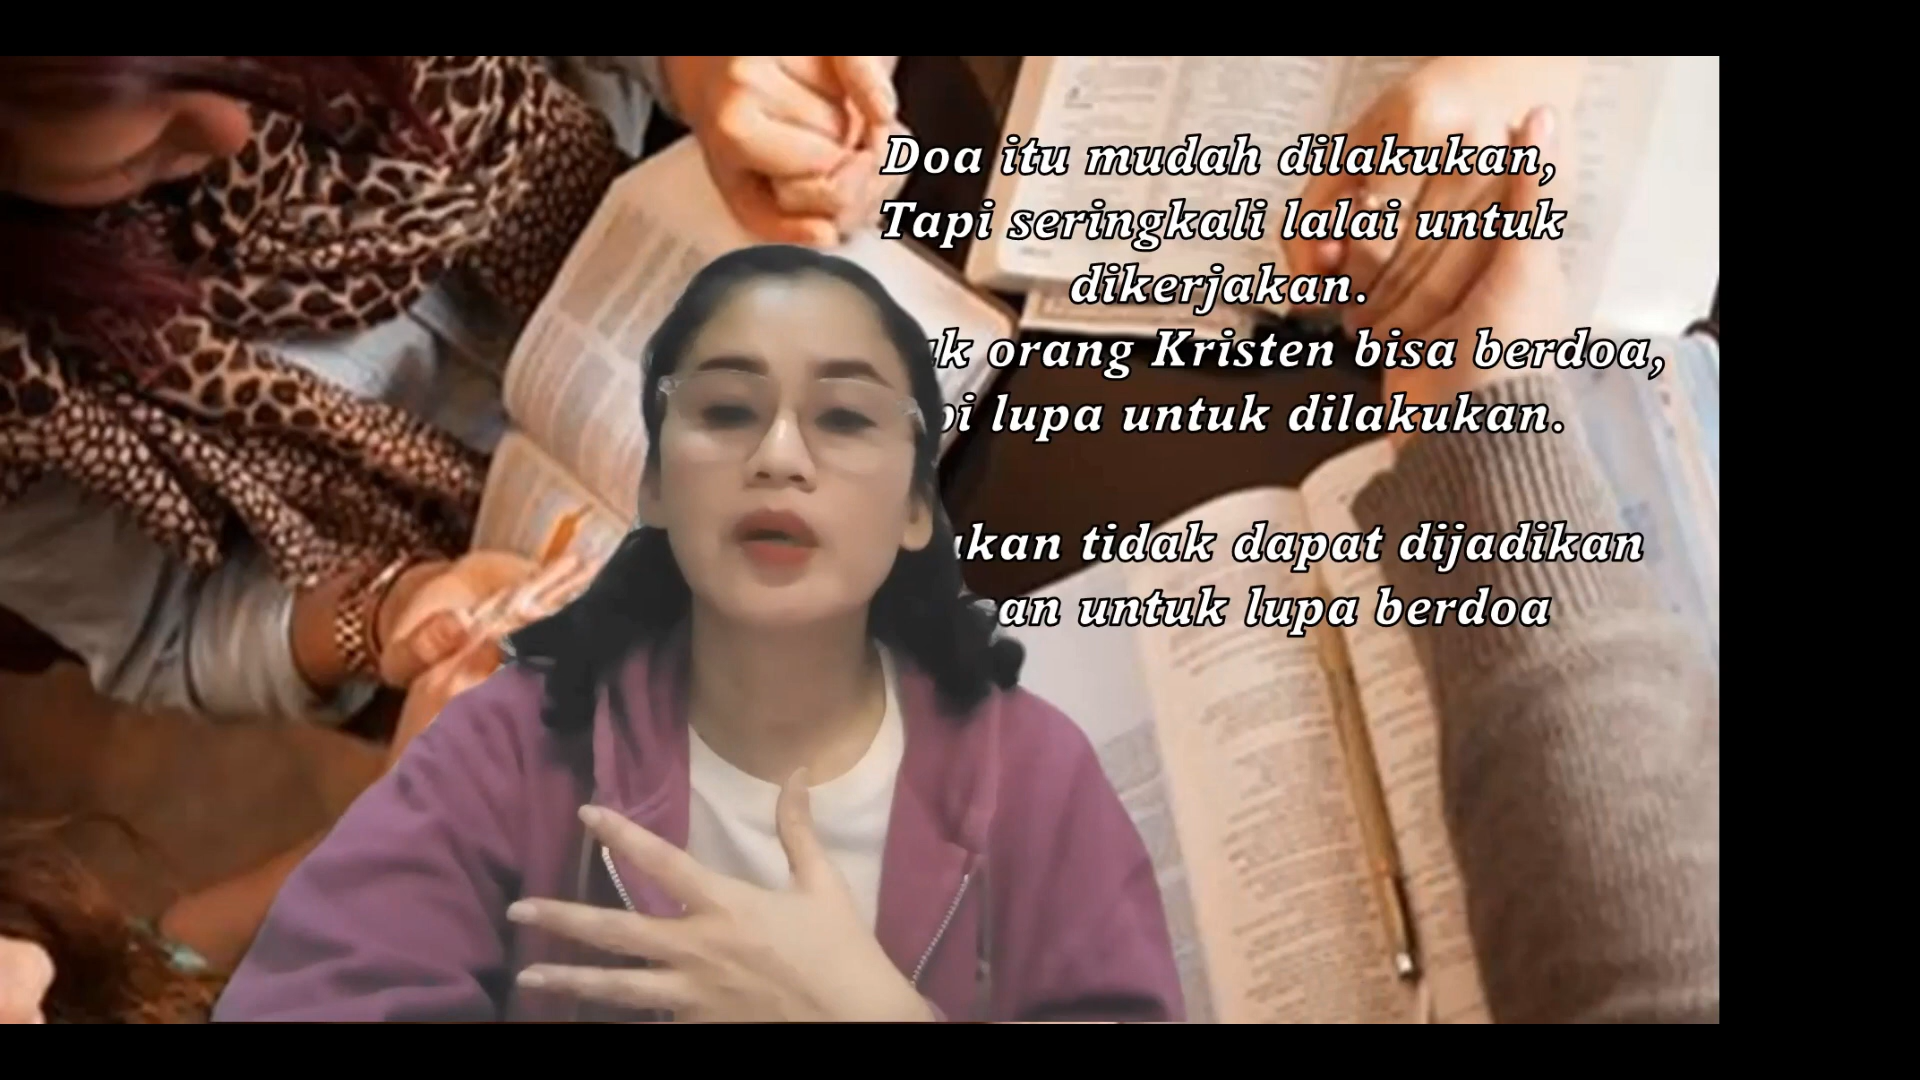 Doa itu mudah dilakukan,
Tapi seringkali lalai untuk
dikerjakan.
orang Kristen bisa berdoa,
lupa untuk dilakukan.
tidak dapat dijadikan
untuk lupa berdoa